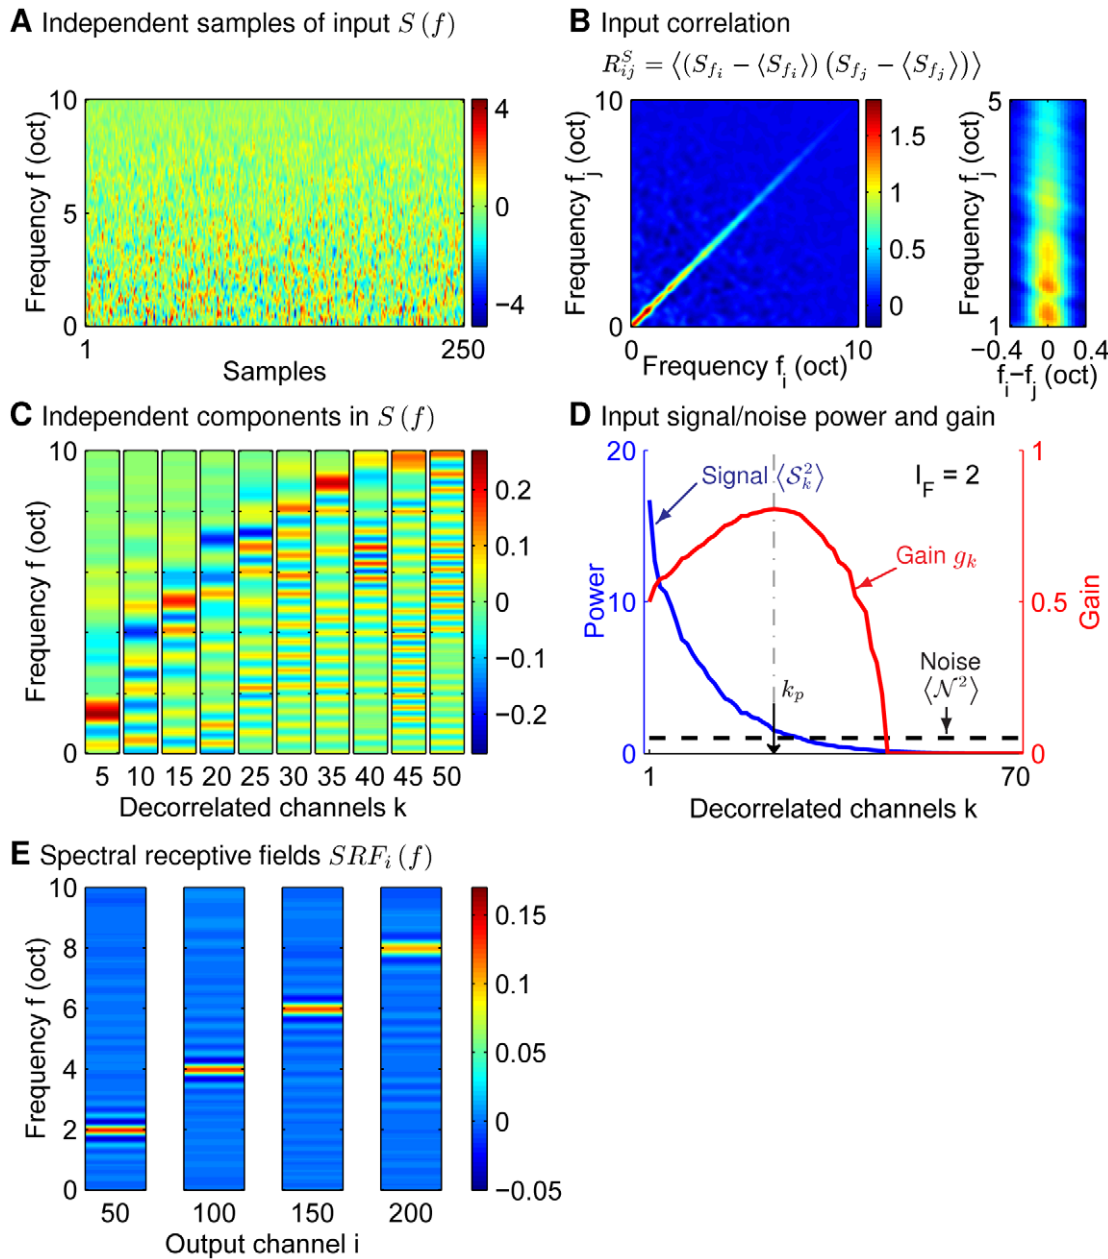 A Independent samples of input S (f)
10
5
0
Frequency f (oct)
1
250
Samples
4
2
0
−2
−4
B Input correlation
R^S_ij = ⟨(S_fi − ⟨S_fi⟩) (S_fj − ⟨S_fj⟩)⟩
10
0
Frequency f_j (oct)
0
10
Frequency f_i (oct)
1.5
1
0.5
0
5
1
Frequency f_j (oct)
−0.4 0 0.4
f_i−f_j (oct)
C Independent components in S (f)
10
5
0
Frequency f (oct)
5 10 15 20 25 30 35 40 45 50
Decorrelated channels k
0.2
0.1
0
−0.1
−0.2
D Input signal/noise power and gain
20
10
0
Power
Signal ⟨S²_k⟩
I_F = 2
Gain g_k
Noise
⟨N²⟩
k_p
1
0.5
0
Gain
1
70
Decorrelated channels k
E Spectral receptive fields SRF_i (f)
10
8
6
4
2
0
Frequency f (oct)
50 100 150 200
Output channel i
0.15
0.1
0.05
0
−0.05